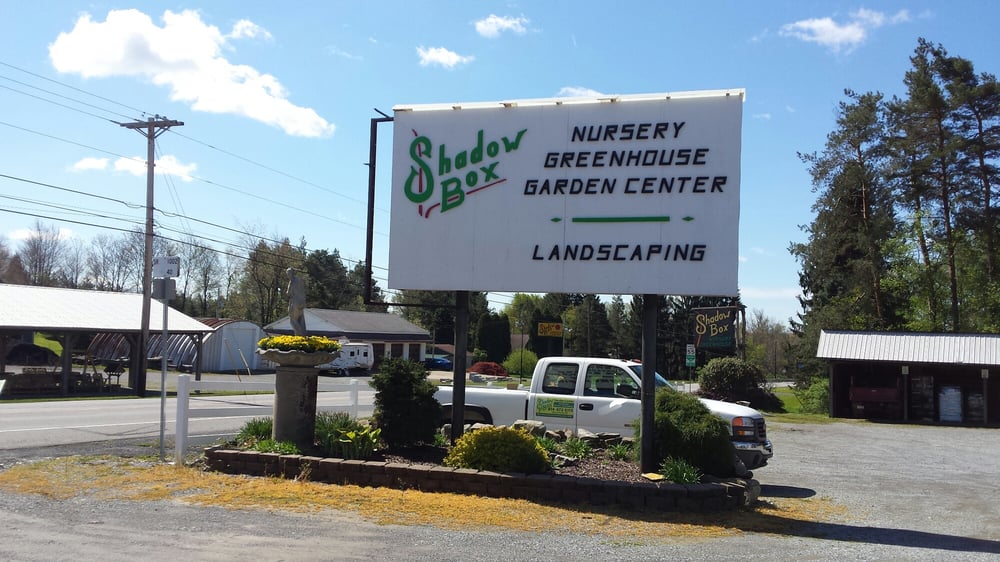 Shadow
Box
NURSERY
GREENHOUSE
GARDEN CENTER
LANDSCAPING
Shadow
Box